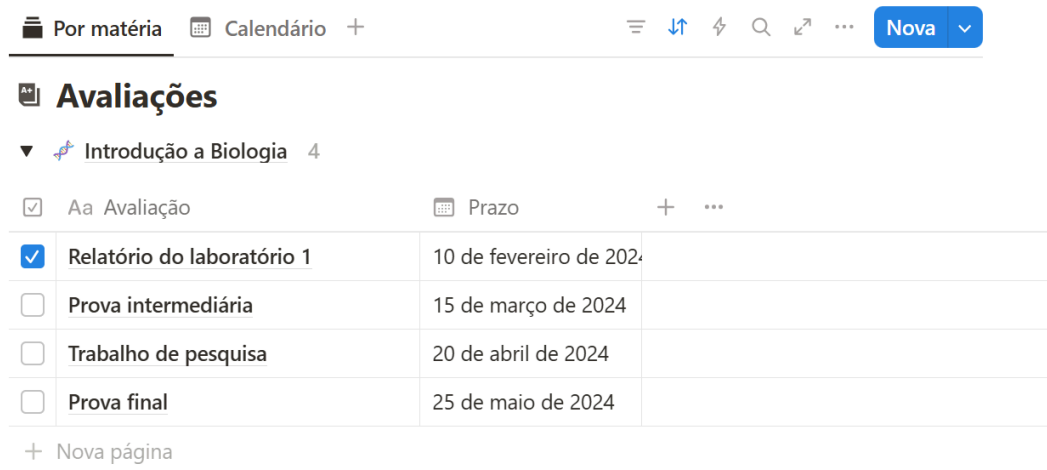 Por matéria Calendário Nova
Avaliações
Introdução a Biologia 4
Aa Avaliação Prazo
Relatório do laboratório 1 10 de fevereiro de 2024
Prova intermediária 15 de março de 2024
Trabalho de pesquisa 20 de abril de 2024
Prova final 25 de maio de 2024
Nova página